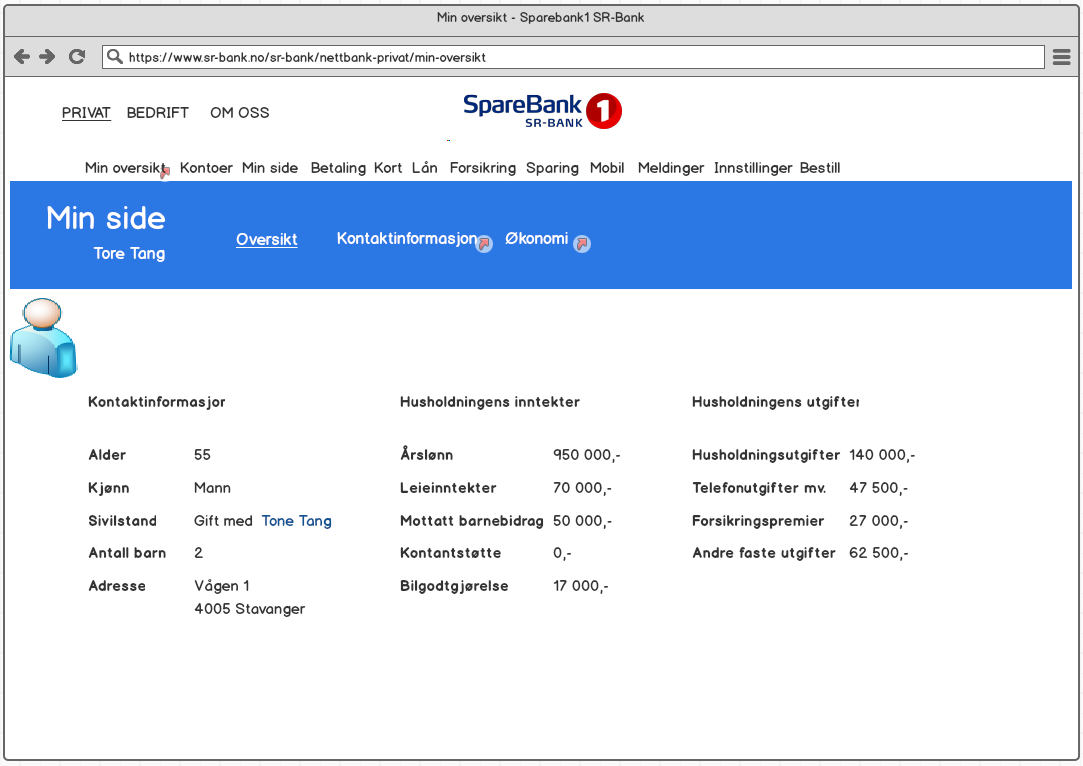 Min oversikt - Sparebank1 SR-Bank
https://www.sr-bank.no/sr-bank/nettbank-privat/min-oversikt
PRIVAT BEDRIFT OM OSS
SpareBank 1
SR-BANK
Min oversikt Kontoer Min side Betaling Kort Lån Forsikring Sparing Mobil Meldinger Innstillinger Bestill
Min side
Tore Tang
Oversikt Kontaktinformasjon Økonomi
Kontaktinformasjor Husholdningens inntekter Husholdningens utgifter
Alder 55 Årslønn 950 000,- Husholdningsutgifter 140 000,-
Kjønn Mann Leieinntekter 70 000,- Telefonutgifter mv. 47 500,-
Sivilstand Gift med Tone Tang Mottatt barnebidrag 50 000,- Forsikringspremier 27 000,-
Antall barn 2 Kontantstøtte 0,- Andre faste utgifter 62 500,-
Adresse Vågen 1 Bilgodtgjørelse 17 000,-
4005 Stavanger